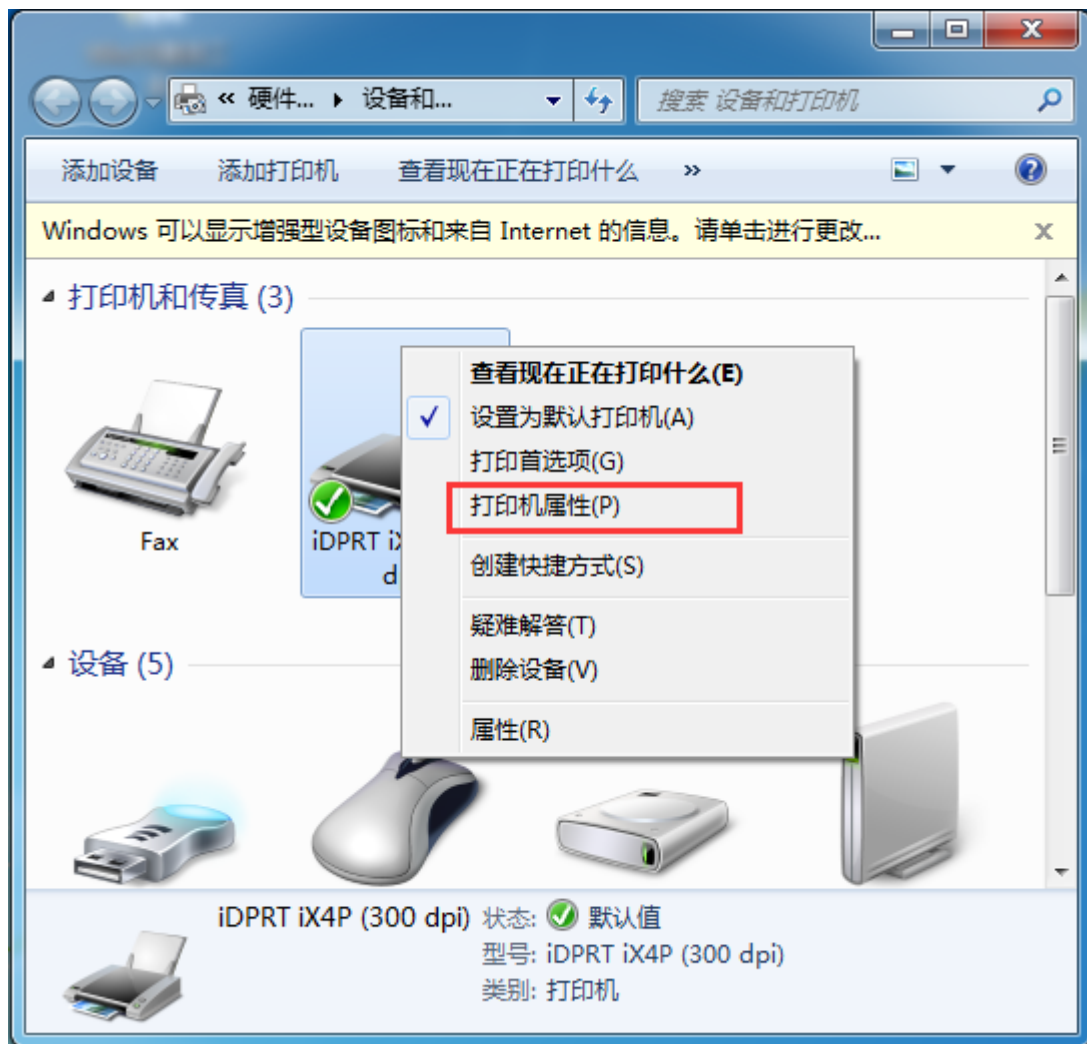 « 硬件... ▸ 设备和...
搜索 设备和打印机
添加设备 添加打印机 查看现在正在打印什么 »
Windows 可以显示增强型设备图标和来自 Internet 的信息。请单击进行更改...
打印机和传真 (3)
查看现在正在打印什么(E)
设置为默认打印机(A)
打印首选项(G)
打印机属性(P)
创建快捷方式(S)
疑难解答(T)
删除设备(V)
属性(R)
Fax
iDPRT iX
d
设备 (5)
iDPRT iX4P (300 dpi) 状态: 默认值
型号: iDPRT iX4P (300 dpi)
类别: 打印机